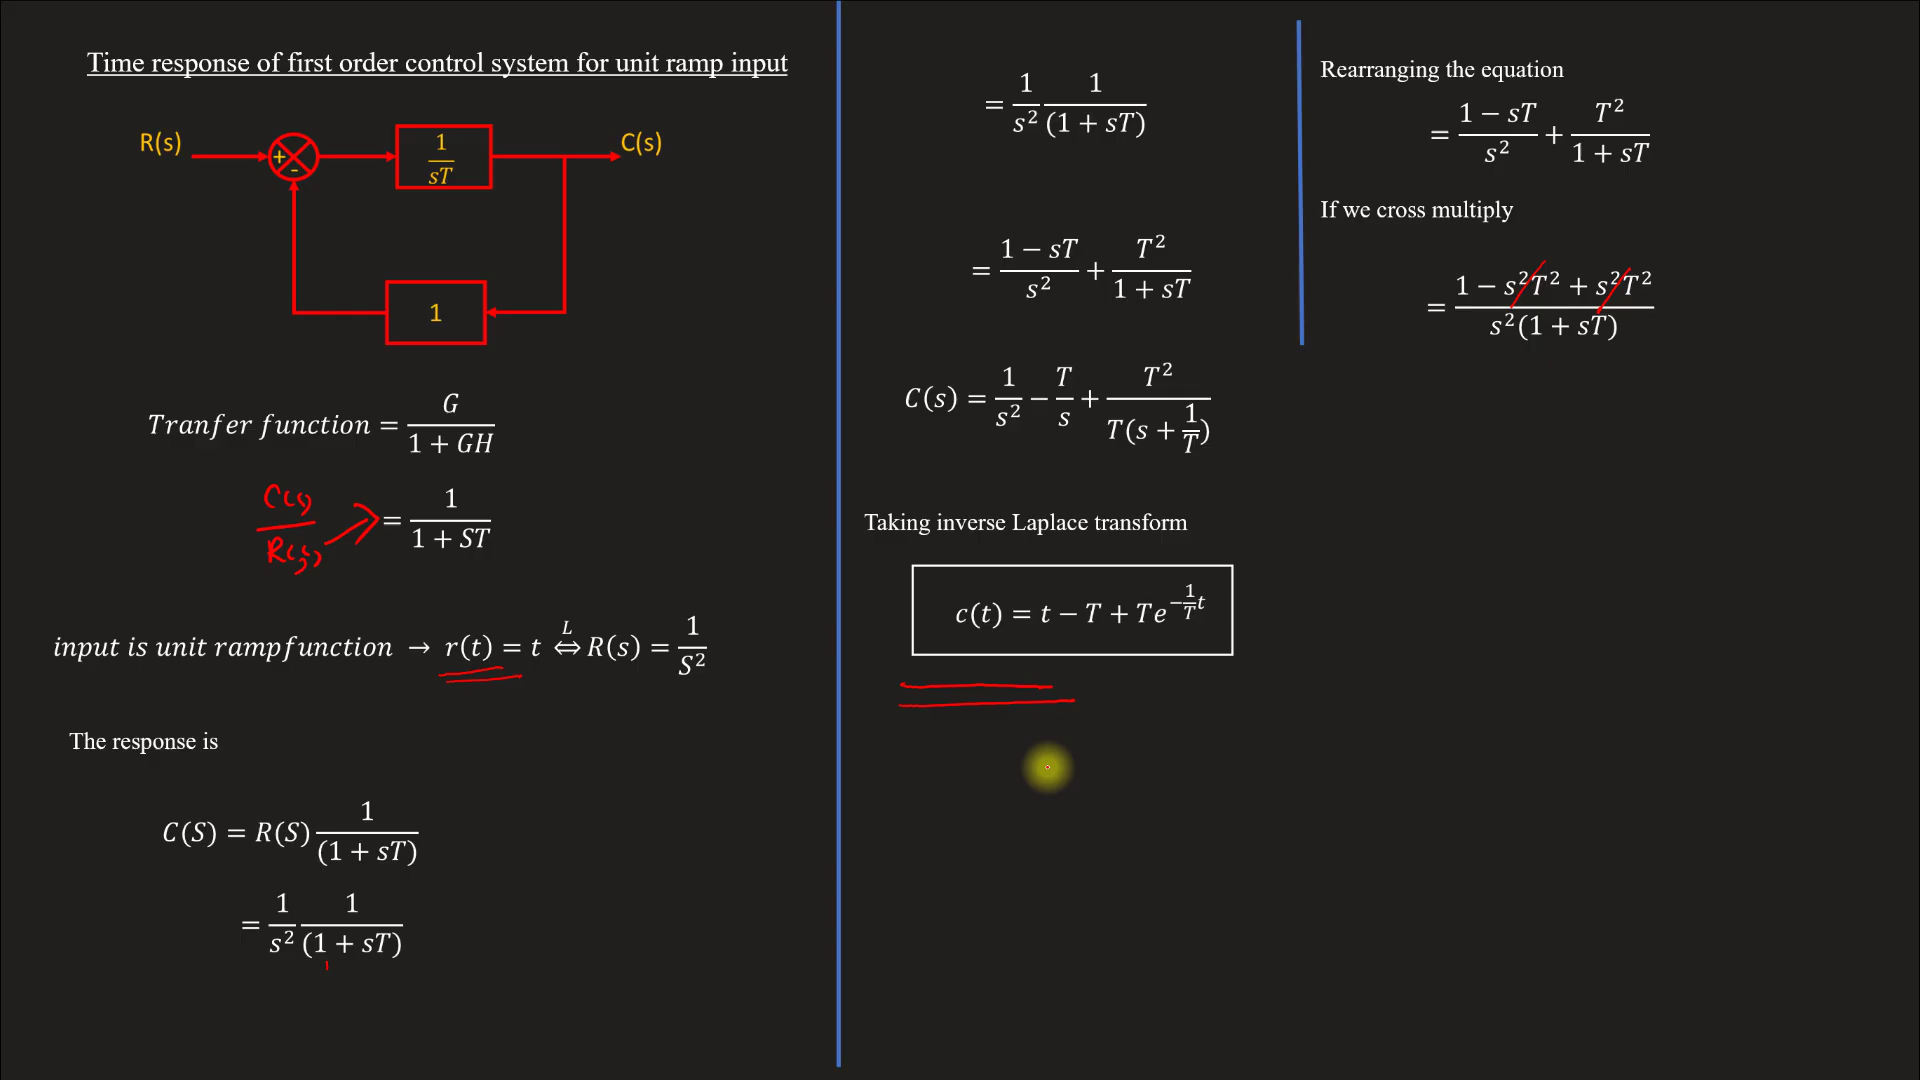 Time response of first order control system for unit ramp input
R(s)
+
-
1/sT
C(s)
1
Tranfer function = G/(1 + GH)
C(s)/R(s)
= 1/(1 + ST)
input is unit rampfunction → r(t) = t ⇔ᴸ R(s) = 1/S²
The response is
C(S) = R(S) 1/(1 + sT)
= 1/s² 1/(1 + sT)
= 1/s² 1/(1 + sT)
= (1 − sT)/s² + T²/(1 + sT)
C(s) = 1/s² − T/s + T²/(T(s + 1/T))
Taking inverse Laplace transform
c(t) = t − T + Te^(−(1/T)t)
Rearranging the equation
= (1 − sT)/s² + T²/(1 + sT)
If we cross multiply
= (1 − s²T² + s²T²)/(s²(1 + sT))